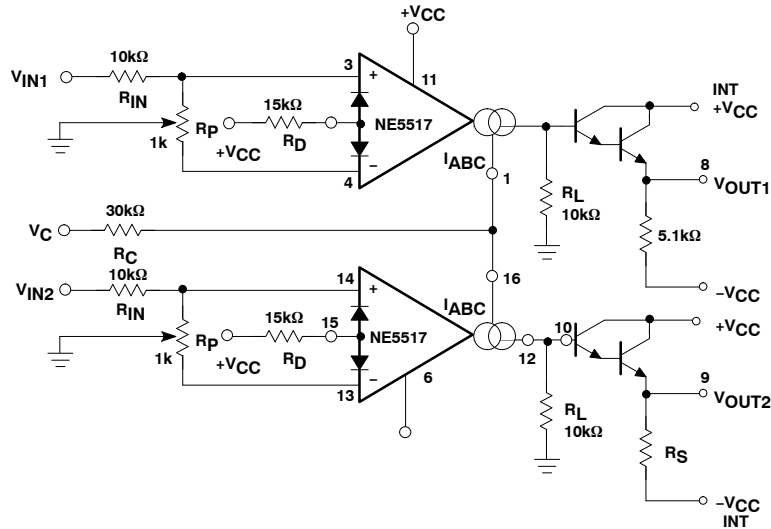 +VCC
10kΩ
VIN1
3
+
11
INT
+VCC
RIN
15kΩ
RP
NE5517
1k
+VCC
RD
IABC
8
VOUT1
4
–
1
RL
10kΩ
5.1kΩ
30kΩ
VC
RC
–VCC
10kΩ
VIN2
14
+
16
IABC
+VCC
RIN
15kΩ
15
RP
NE5517
10
1k
+VCC
RD
12
9
VOUT2
13
–
6
RL
10kΩ
RS
–VCC
INT